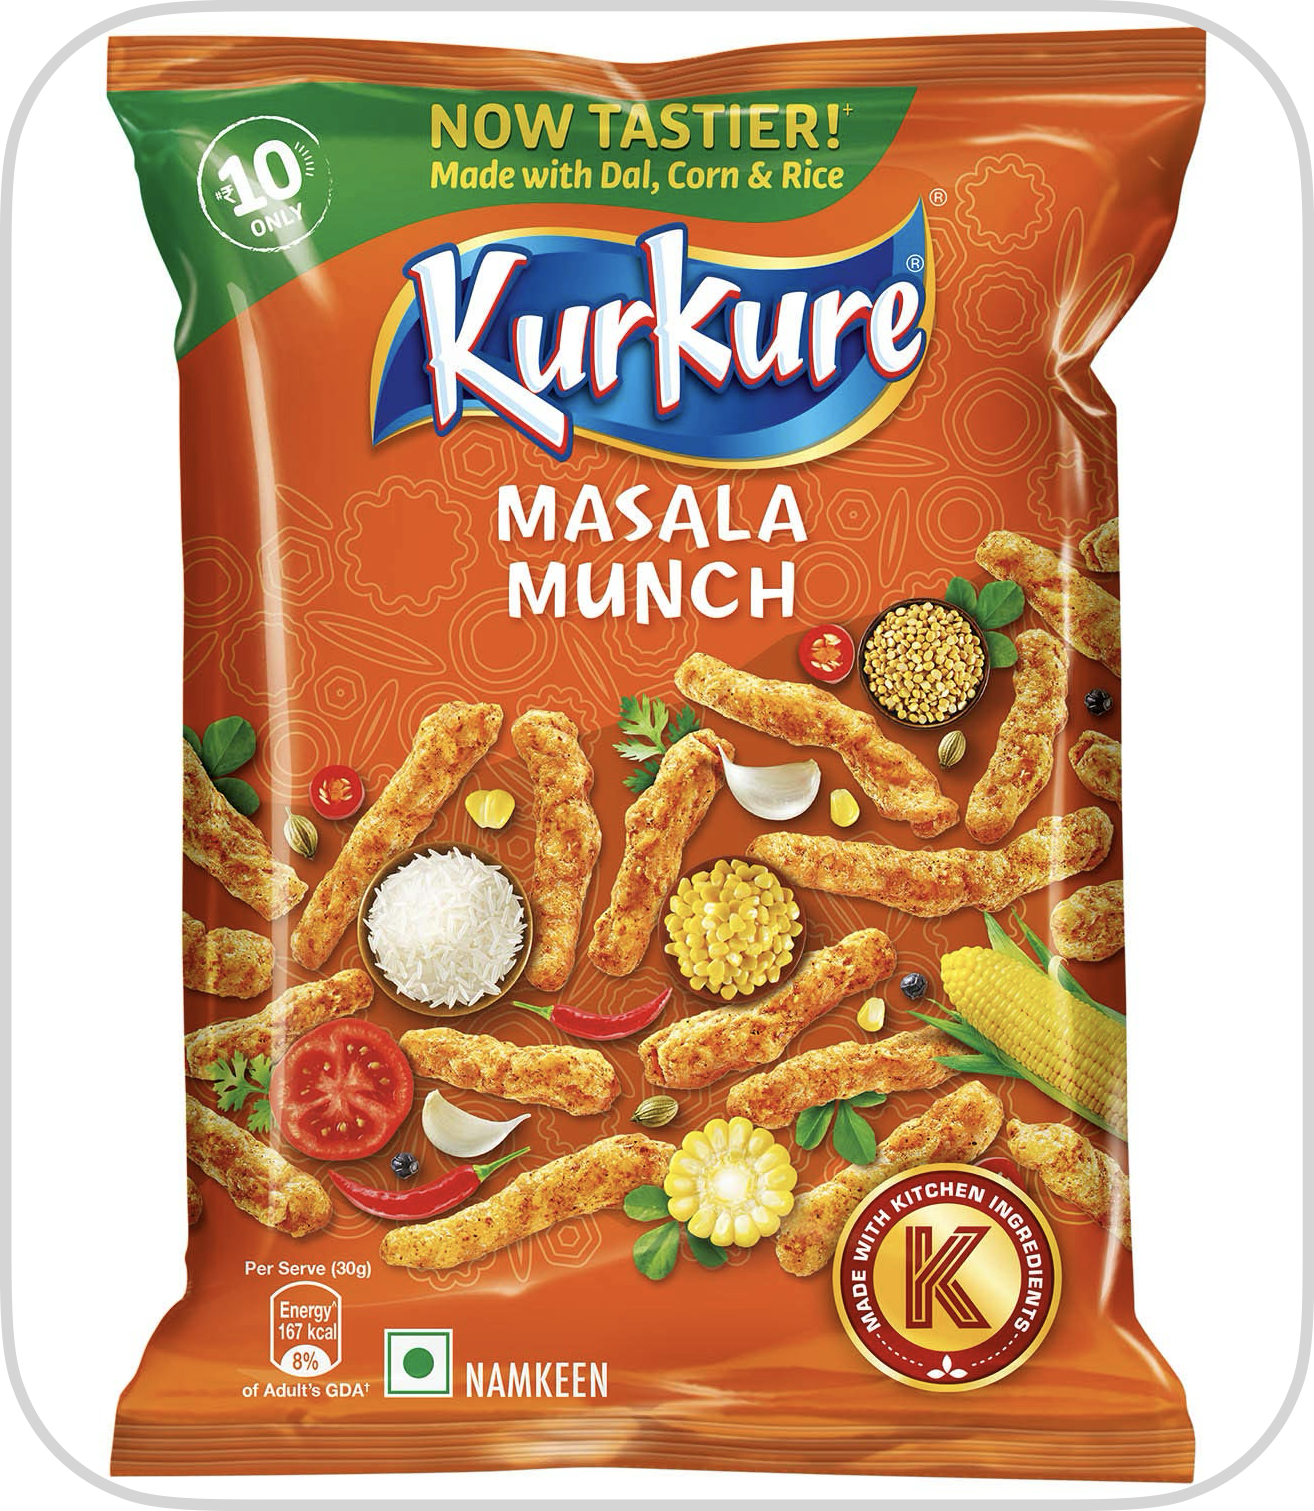 NOW TASTIER!⁺
Made with Dal, Corn & Rice
#₹10
ONLY
Kurkure®
®
MASALA
MUNCH
MADE WITH KITCHEN INGREDIENTS
K
Per Serve (30g)
Energy^
167 kcal
8%
of Adult's GDA†
NAMKEEN